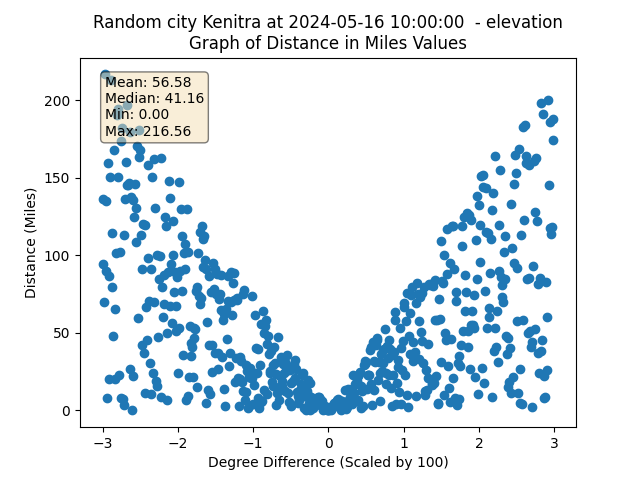 Random city Kenitra at 2024-05-16 10:00:00  - elevation
Graph of Distance in Miles Values
Mean: 56.58
Median: 41.16
Min: 0.00
Max: 216.56
Distance (Miles)
200
150
100
50
0
−3 −2 −1 0 1 2 3
Degree Difference (Scaled by 100)